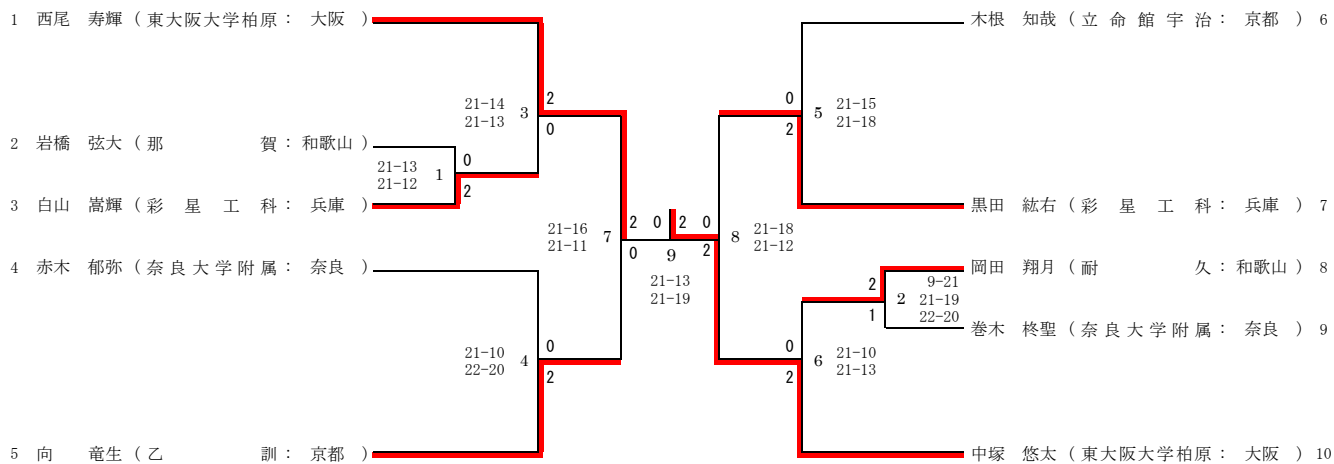 1 西尾 寿輝 ( 東大阪大学柏原 : 大阪 )
木根 知哉 ( 立命館宇治 : 京都 ) 6
2 0
21-14 3 5 21-15
21-13 21-18
0 2
2 岩橋 弦大 ( 那 賀 : 和歌山 )
21-13 0
21-12 1
2
3 白山 嵩輝 ( 彩星工科 : 兵庫 )
黒田 紘右 ( 彩星工科 : 兵庫 ) 7
21-16 7 2 0 2 0 8 21-18
21-11 0 9 2 21-12
4 赤木 郁弥 ( 奈良大学附属 : 奈良 )
岡田 翔月 ( 耐 久 : 和歌山 ) 8
21-13
21-19
2 9-21
2 21-19
1 22-20
巻木 柊聖 ( 奈良大学附属 : 奈良 ) 9
0 0
21-10 4 6 21-10
22-20 21-13
2 2
5 向 竜生 ( 乙 訓 : 京都 )
中塚 悠太 ( 東大阪大学柏原 : 大阪 ) 10